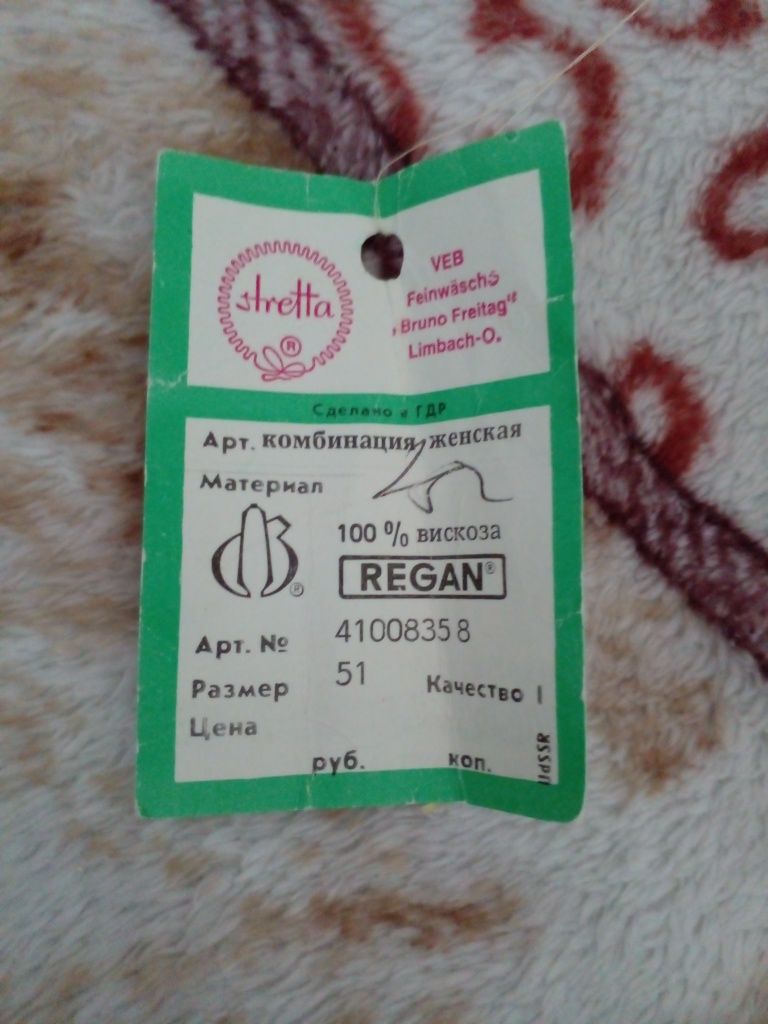 stretta
®
VEB
Feinwäsche
„Bruno Freitag"
Limbach-O.
Сделано в ГДР
Арт. комбинация женская
Материал
100 % вискоза
®
REGAN®
Арт. № 41008358
Размер 51 Качество I
Цена
руб. коп.
UdSSR